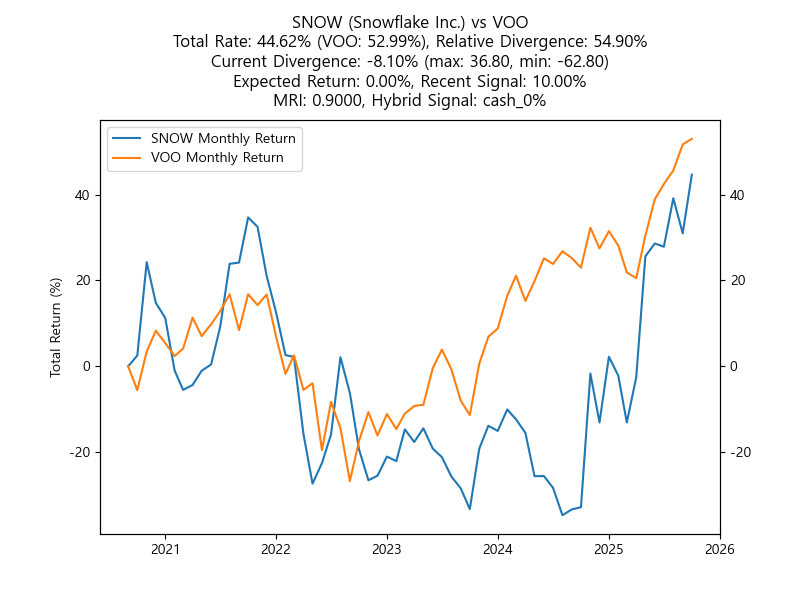 SNOW (Snowflake Inc.) vs VOO
Total Rate: 44.62% (VOO: 52.99%), Relative Divergence: 54.90%
Current Divergence: -8.10% (max: 36.80, min: -62.80)
Expected Return: 0.00%, Recent Signal: 10.00%
MRI: 0.9000, Hybrid Signal: cash_0%
SNOW Monthly Return
VOO Monthly Return
Total Return (%)
40
20
0
-20
40
20
0
-20
2021
2022
2023
2024
2025
2026